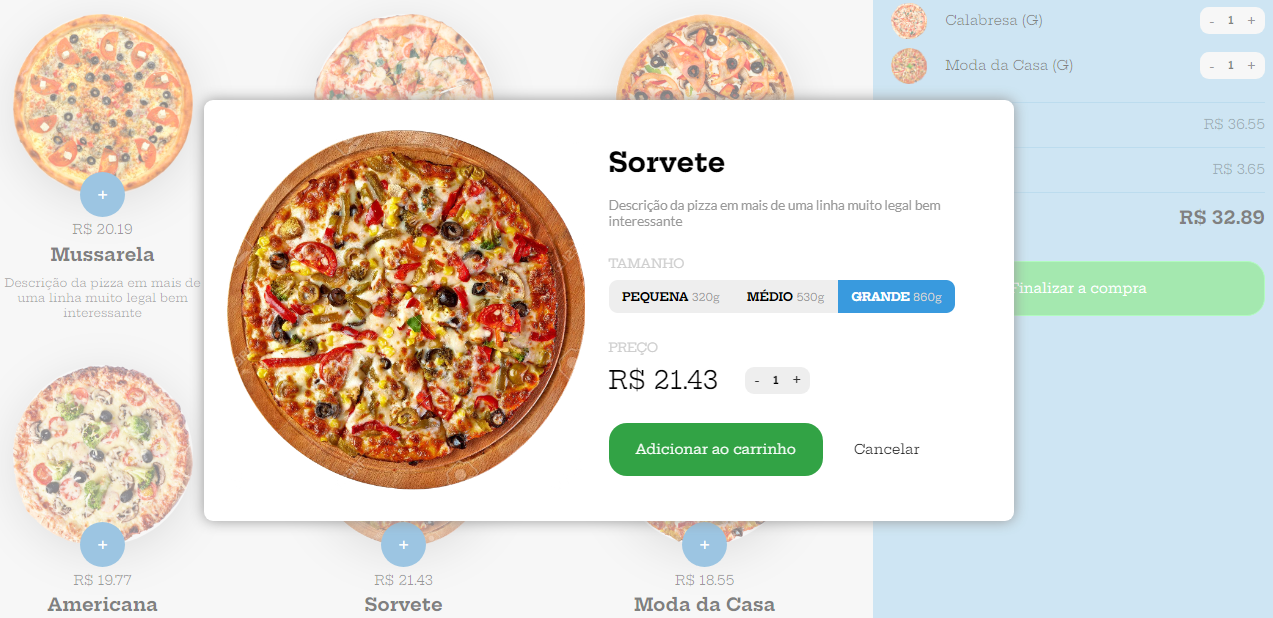 Calabresa (G)
- 1 +
Moda da Casa (G)
- 1 +
R$ 36.55
R$ 3.65
R$ 32.89
Finalizar a compra
+
R$ 20.19
Mussarela
Descrição da pizza em mais de
uma linha muito legal bem
interessante
Sorvete
Descrição da pizza em mais de uma linha muito legal bem
interessante
TAMANHO
PEQUENA 320g MÉDIO 530g GRANDE 860g
PREÇO
R$ 21.43
- 1 +
Adicionar ao carrinho
Cancelar
+
R$ 19.77
Americana
+
R$ 21.43
Sorvete
+
R$ 18.55
Moda da Casa